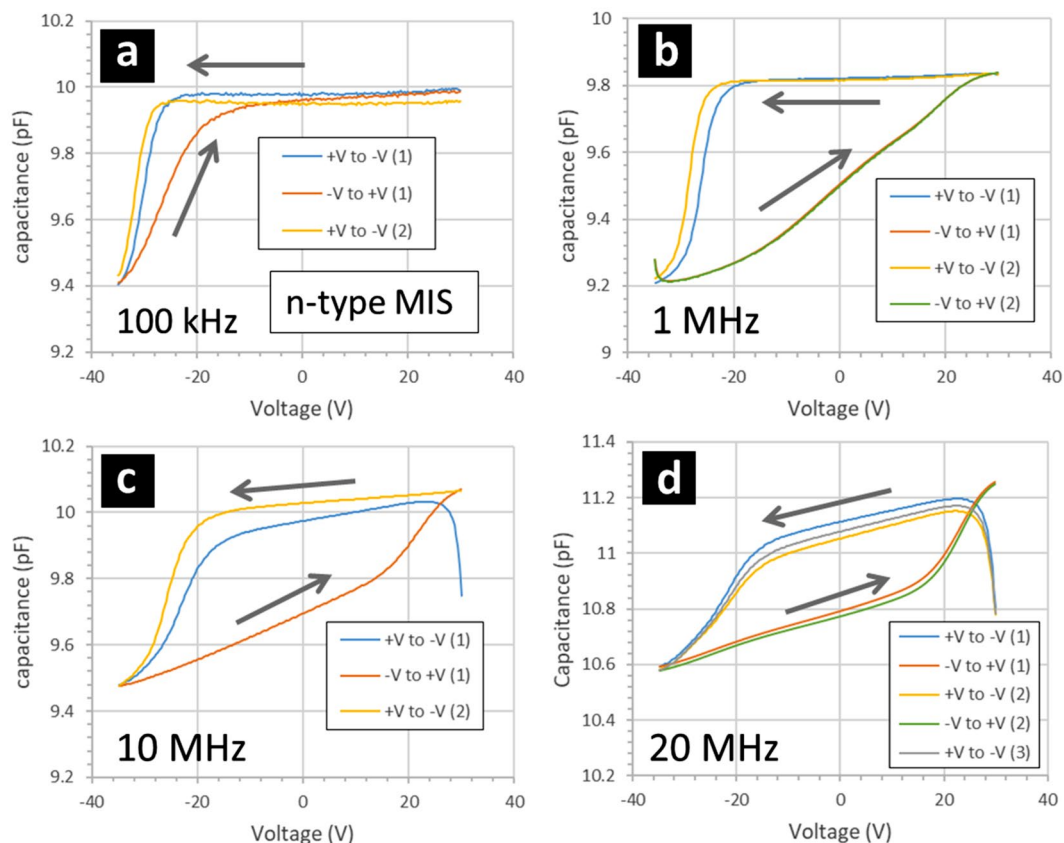 a
10.2
10
9.8
9.6
9.4
9.2
capacitance (pF)
+V to -V (1)
-V to +V (1)
+V to -V (2)
n-type MIS
100 kHz
-40
-20
0
20
40
Voltage (V)
b
10
9.8
9.6
9.4
9.2
9
capacitance (pF)
+V to -V (1)
-V to +V (1)
+V to -V (2)
-V to +V (2)
1 MHz
-40
-20
0
20
40
Voltage (V)
c
10.2
10
9.8
9.6
9.4
9.2
capacitance (pF)
+V to -V (1)
-V to +V (1)
+V to -V (2)
10 MHz
-40
-20
0
20
40
Voltage (V)
d
11.4
11.2
11
10.8
10.6
10.4
10.2
Capacitance (pF)
+V to -V (1)
-V to +V (1)
+V to -V (2)
-V to +V (2)
+V to -V (3)
20 MHz
-40
-20
0
20
40
Voltage (V)